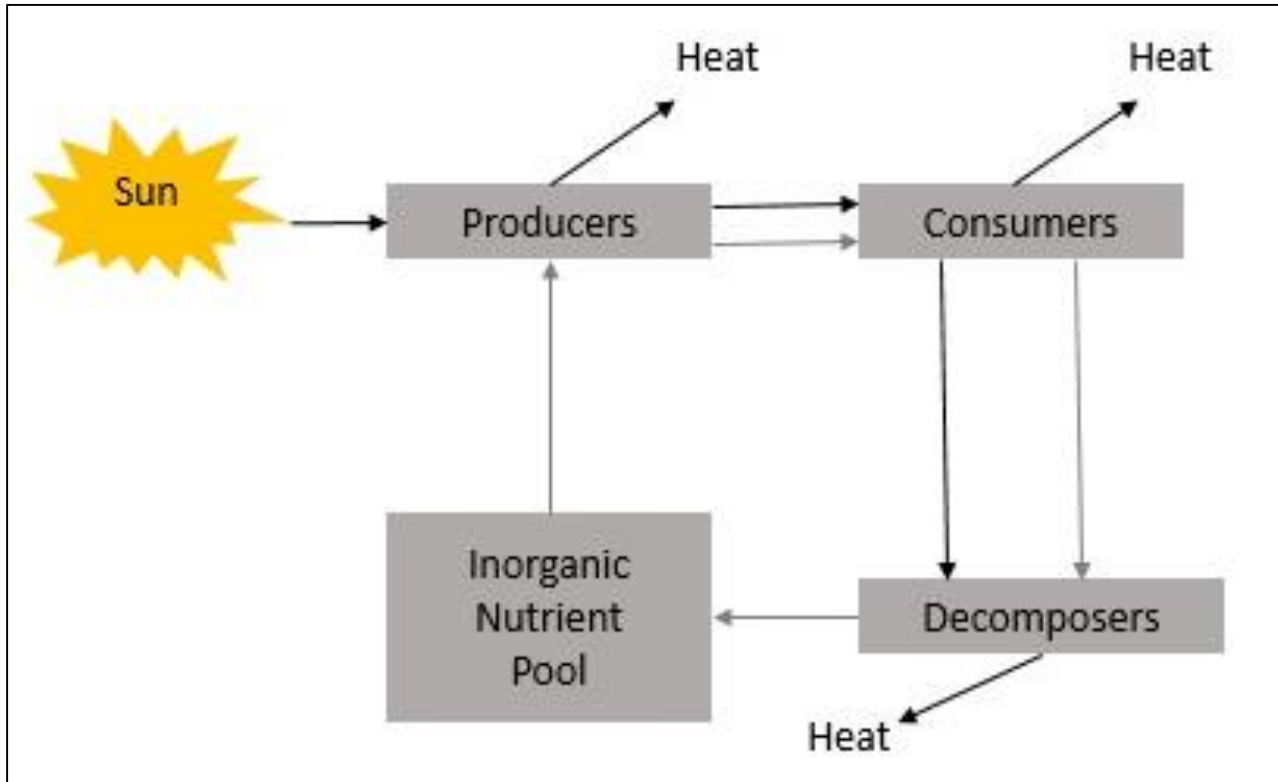 Heat
Heat
Sun
Producers
Consumers
Inorganic
Nutrient
Pool
Decomposers
Heat